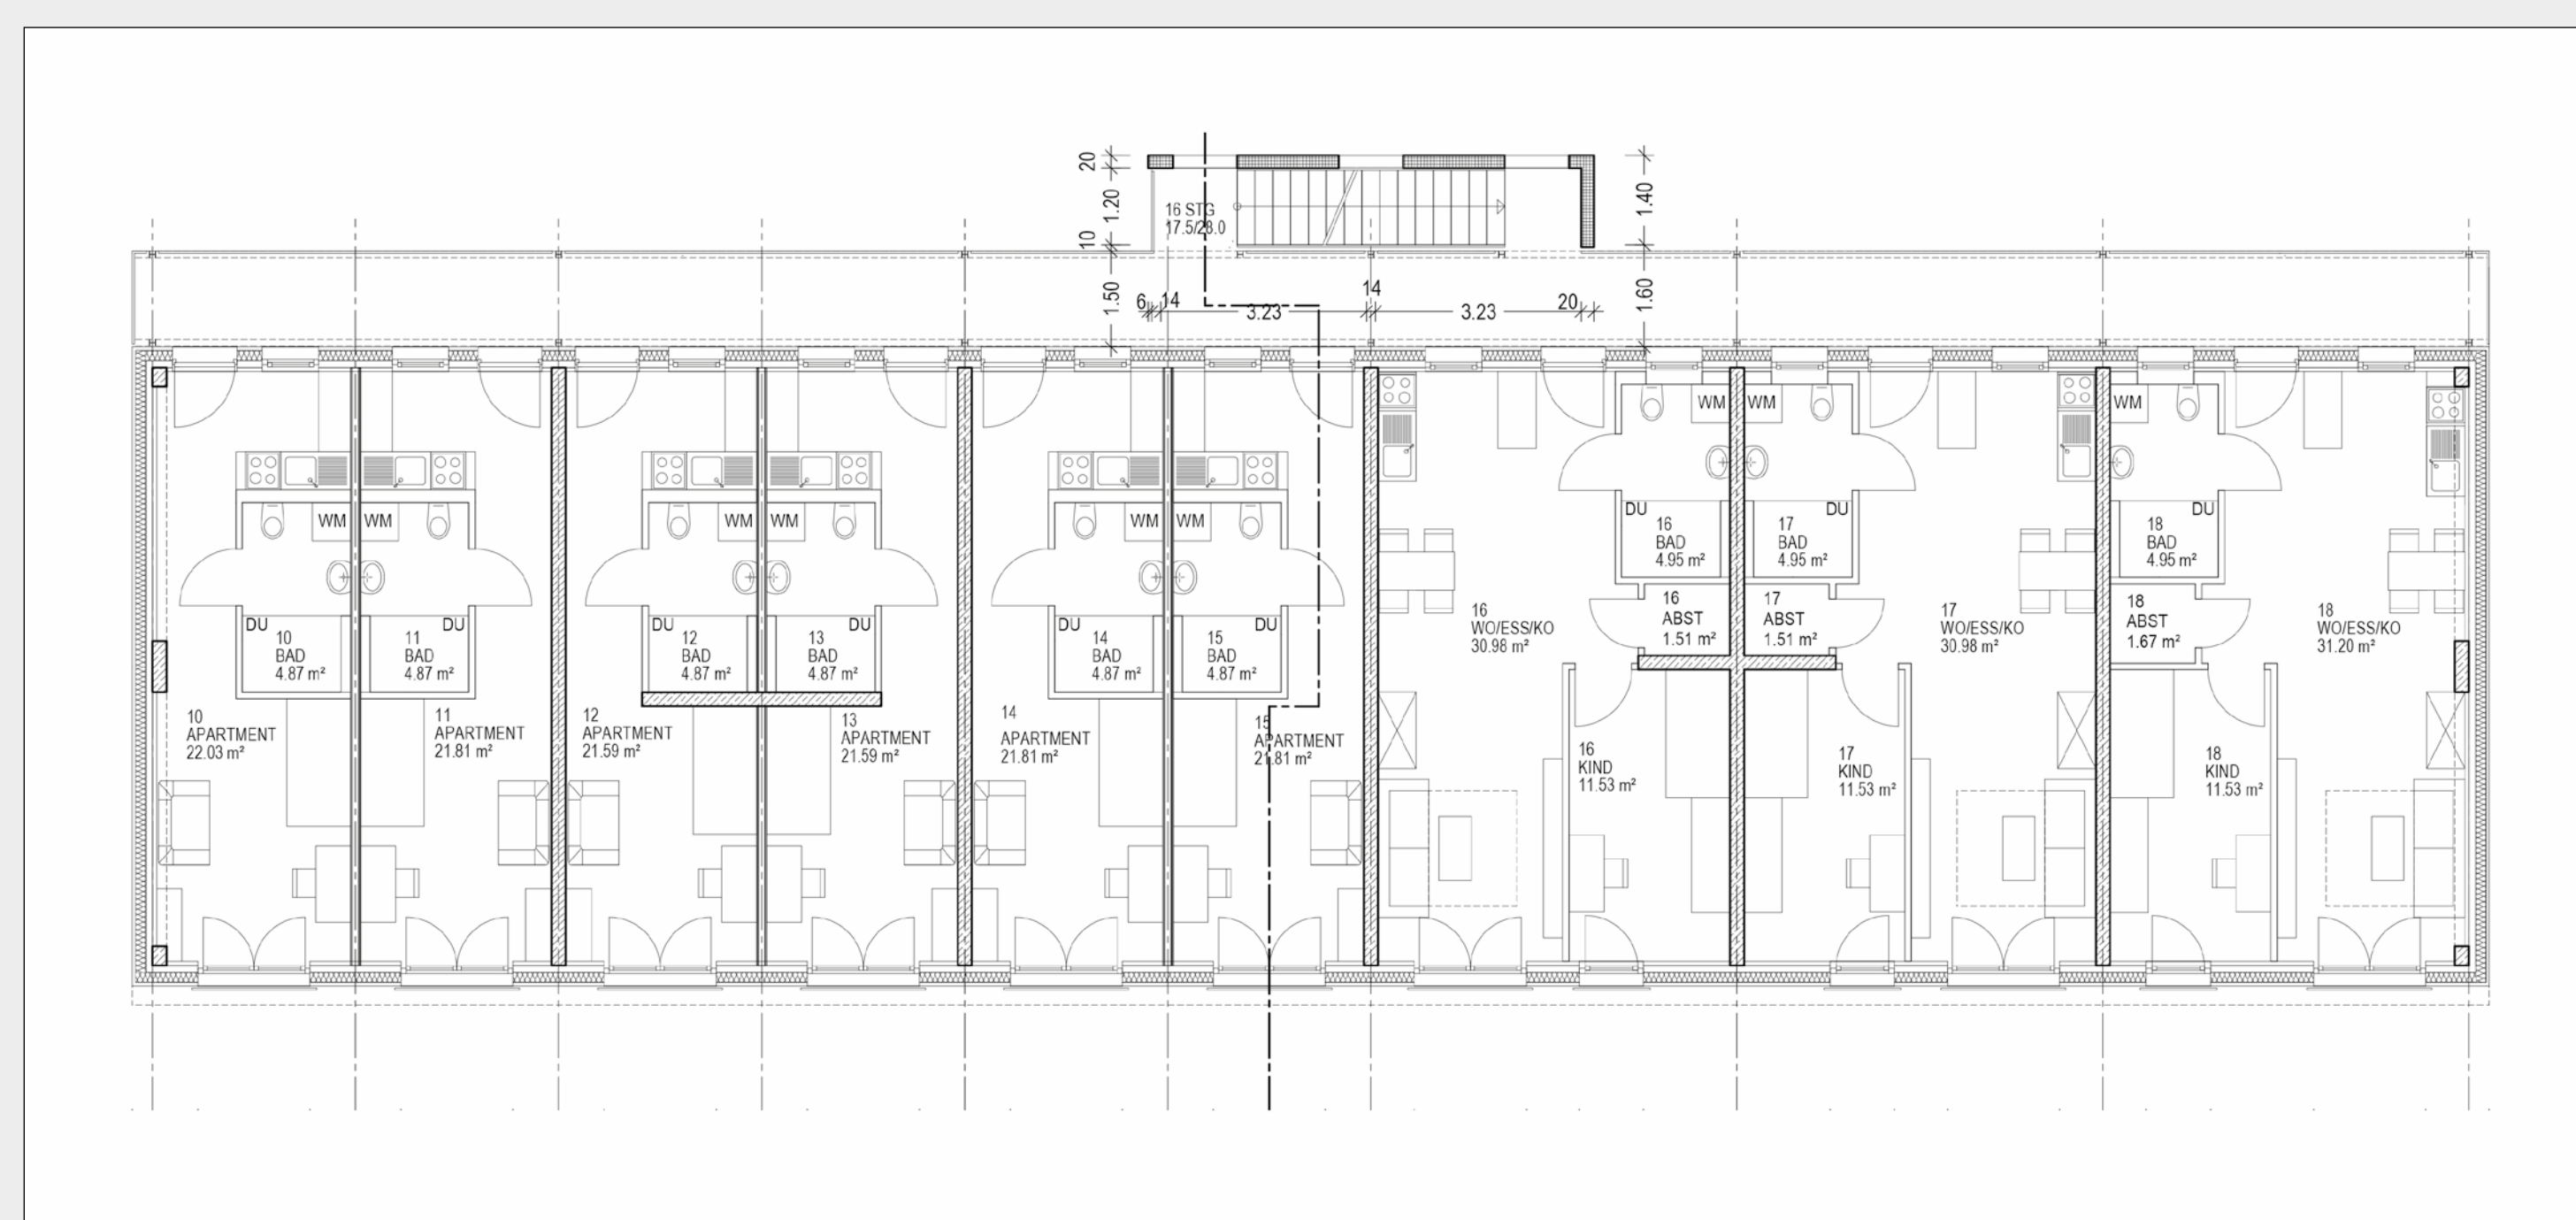 20
1.20
10
1.50
1.40
1.60
16 STG
17.5/28.0
6
14
3.23
14
3.23
20
WM
WM
WM
WM
WM
WM
WM
WM
WM
DU
10
BAD
4.87 m²
11
BAD
4.87 m²
DU
DU
12
BAD
4.87 m²
13
BAD
4.87 m²
DU
DU
14
BAD
4.87 m²
15
BAD
4.87 m²
DU
DU
16
BAD
4.95 m²
17
BAD
4.95 m²
DU
18
BAD
4.95 m²
DU
16
ABST
1.51 m²
17
ABST
1.51 m²
18
ABST
1.67 m²
16
WO/ESS/KO
30.98 m²
17
WO/ESS/KO
30.98 m²
18
WO/ESS/KO
31.20 m²
10
APARTMENT
22.03 m²
11
APARTMENT
21.81 m²
12
APARTMENT
21.59 m²
13
APARTMENT
21.59 m²
14
APARTMENT
21.81 m²
15
APARTMENT
21.81 m²
16
KIND
11.53 m²
17
KIND
11.53 m²
18
KIND
11.53 m²